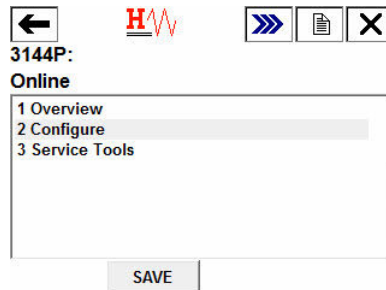 H
3144P:
Online
1 Overview
2 Configure
3 Service Tools
SAVE